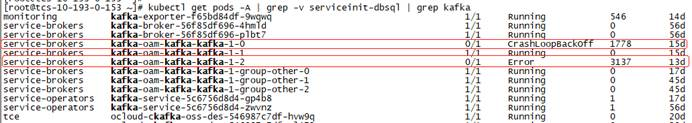 [root@tcs-10-193-0-153 ~]# kubectl get pods -A | grep -v serviceinit-dbsql | grep kafka
monitoring kafka-exporter-f65bd84df-9wqwq 1/1 Running 546 14d
service-brokers kafka-broker-56f85df696-4hmld 1/1 Running 0 56d
service-brokers kafka-broker-56f85df696-plbt7 1/1 Running 0 56d
service-brokers kafka-oam-kafka-kafka-1-0 0/1 CrashLoopBackOff 1778 15d
service-brokers kafka-oam-kafka-kafka-1-1 1/1 Running 0 15d
service-brokers kafka-oam-kafka-kafka-1-2 0/1 Error 3137 13d
service-brokers kafka-oam-kafka-kafka-1-group-other-0 1/1 Running 0 17d
service-brokers kafka-oam-kafka-kafka-1-group-other-1 1/1 Running 0 45d
service-brokers kafka-oam-kafka-kafka-1-group-other-2 1/1 Running 0 56d
service-operators kafka-service-5c6756d8d4-gp4b8 1/1 Running 1 17d
service-operators kafka-service-5c6756d8d4-zwvnz 1/1 Running 0 56d
tce ocloud-ckafka-oss-des-546987c7df-hvw9g 1/1 Running 0 20d